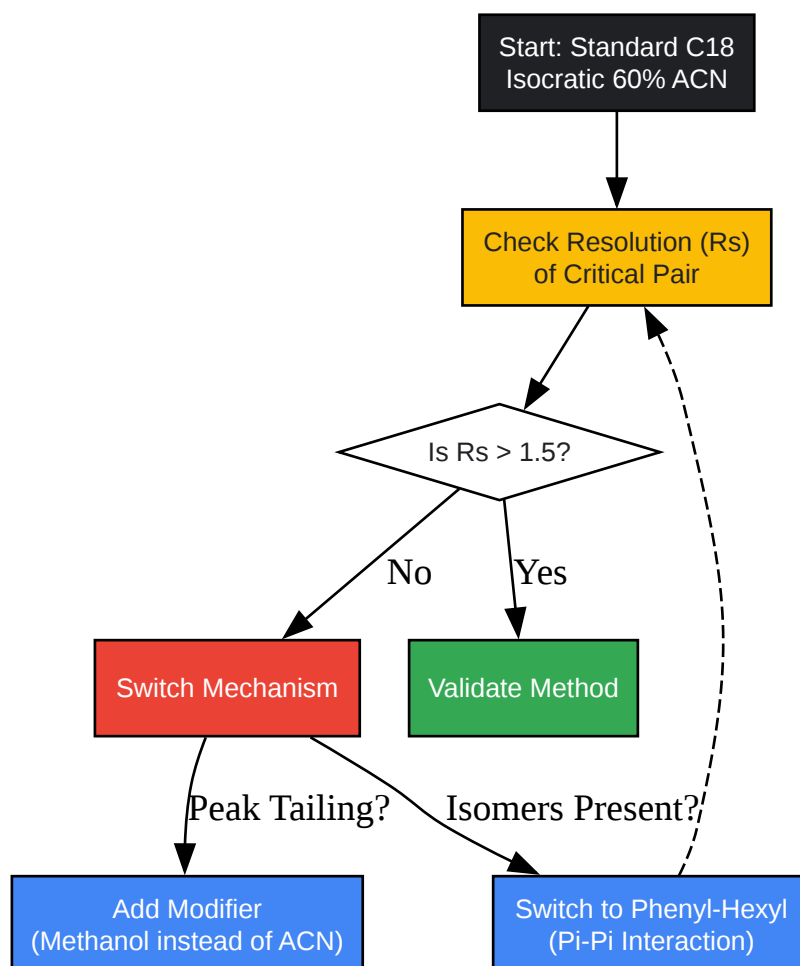 Start: Standard C18
Isocratic 60% ACN
Check Resolution (Rs)
of Critical Pair
Is Rs > 1.5?
No
Yes
Switch Mechanism
Validate Method
Peak Tailing?
Isomers Present?
Add Modifier
(Methanol instead of ACN)
Switch to Phenyl-Hexyl
(Pi-Pi Interaction)